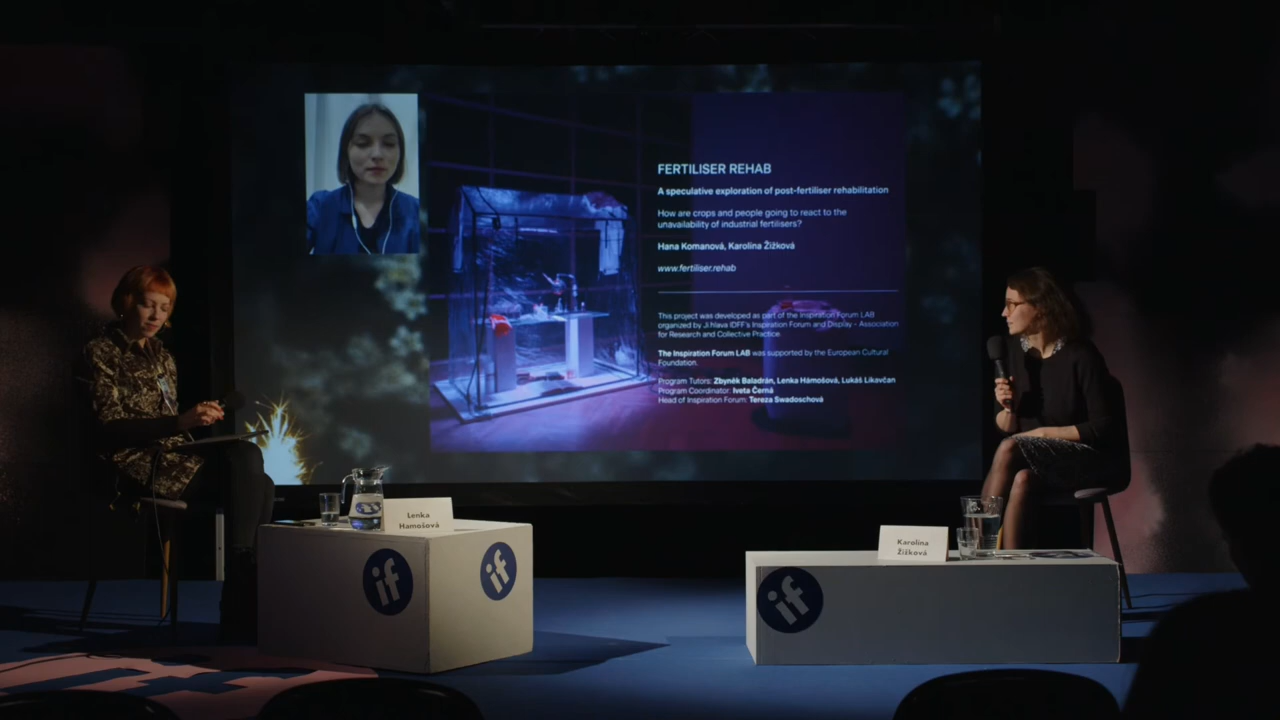 FERTILISER REHAB
A speculative exploration of post-fertiliser rehabilitation
How are crops and people going to react to the
unavailability of industrial fertilisers?
Hana Komanová, Karolína Žižková
www.fertiliser.rehab
This project was developed as part of the Inspiration Forum LAB
organized by Ji.hlava IDFF's Inspiration Forum and Display - Association
for Research and Collective Practice.
The Inspiration Forum LAB was supported by the European Cultural
Foundation.
Program Tutors: Zbyněk Baladrán, Lenka Hámošová, Lukáš Likavčan
Program Coordinator: Iveta Černá
Head of Inspiration Forum: Tereza Swadoschová
Lenka
Hamošová
Karolína
Žišková
if
if
if